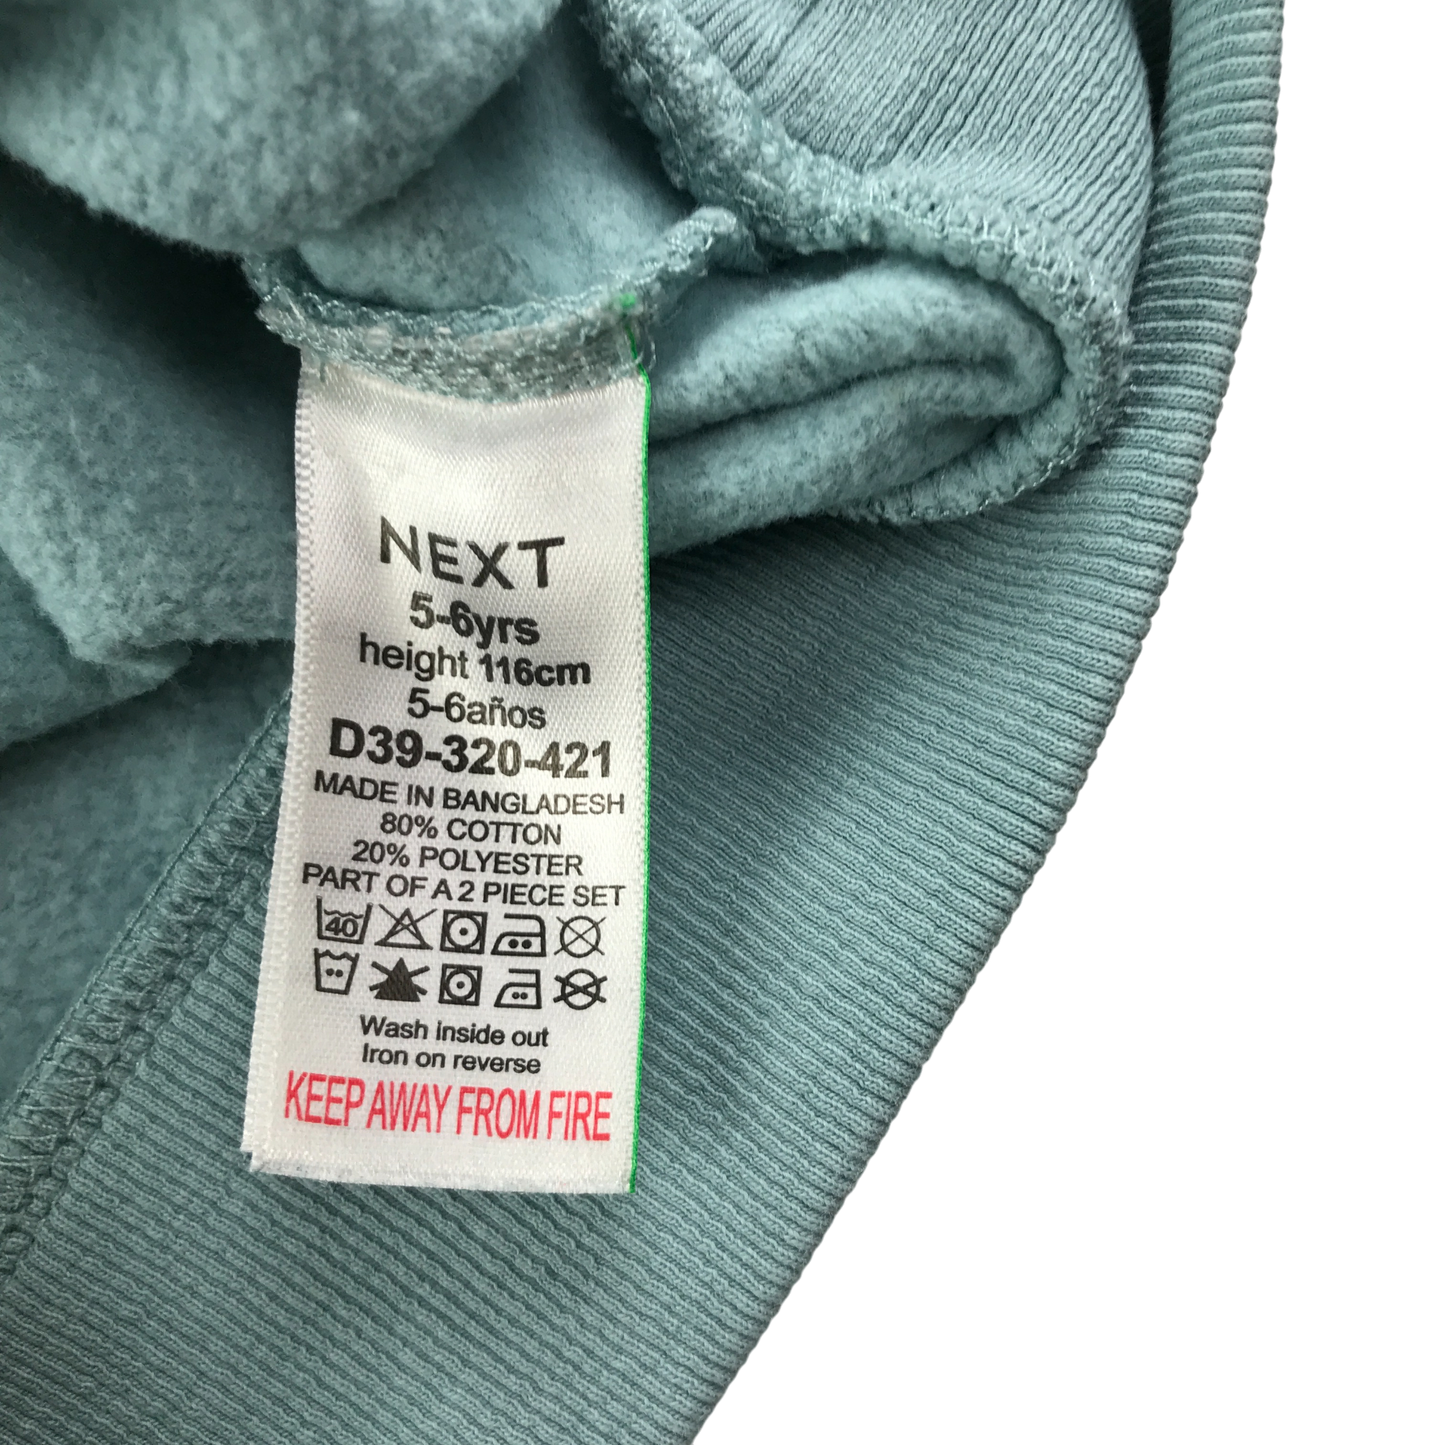 NEXT
5-6yrs
height 116cm
5-6años
D39-320-421
MADE IN BANGLADESH
80% COTTON
20% POLYESTER
PART OF A 2 PIECE SET
40
Wash inside out
Iron on reverse
KEEP AWAY FROM FIRE